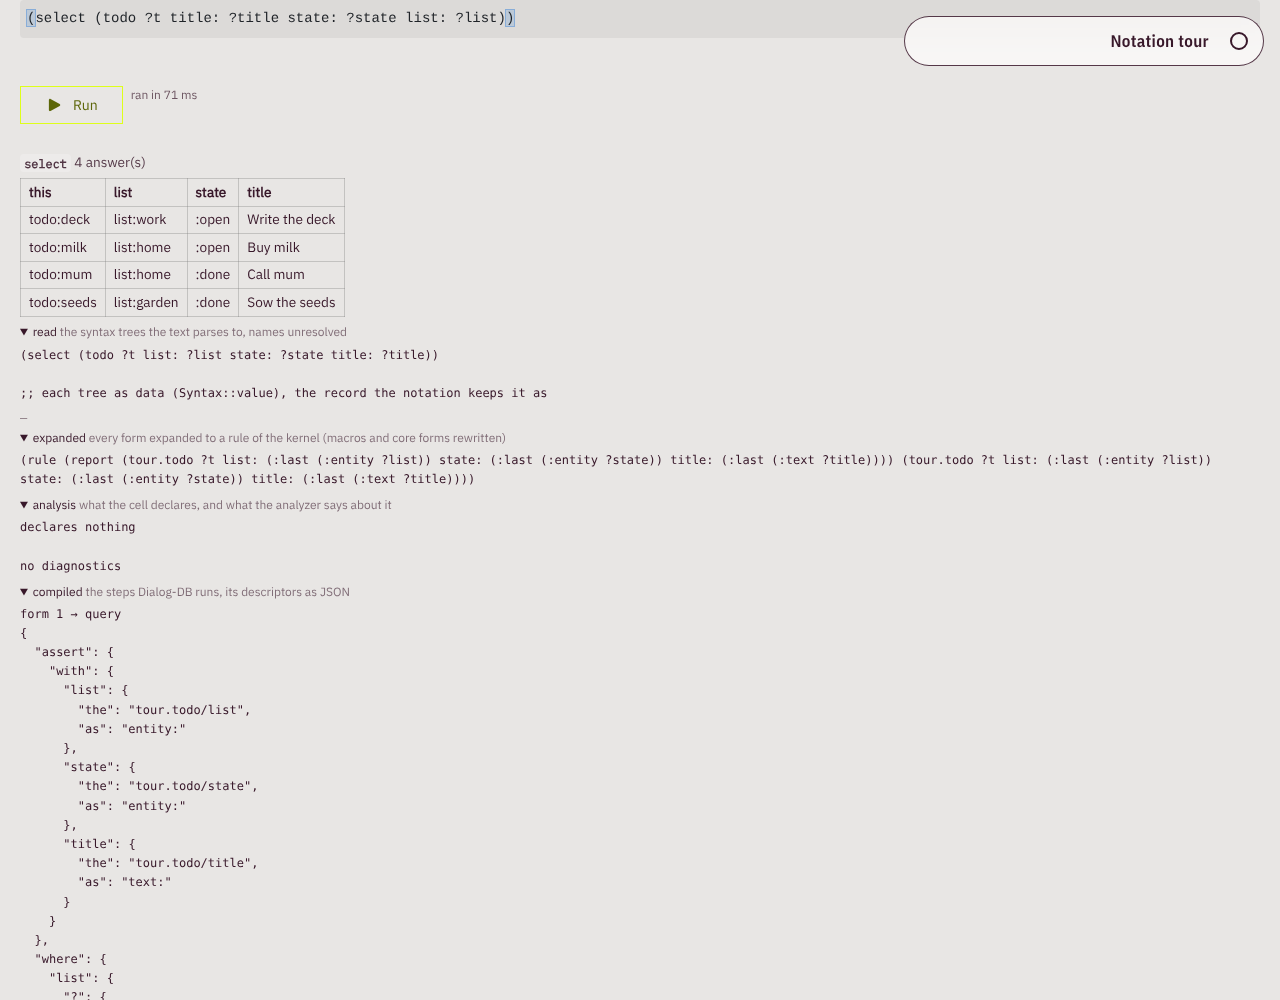 (select (todo ?t title: ?title state: ?state list: ?list))
Notation tour
Run
ran in 71 ms
select 4 answer(s)
this list state title
todo:deck list:work :open Write the deck
todo:milk list:home :open Buy milk
todo:mum list:home :done Call mum
todo:seeds list:garden :done Sow the seeds
▼ read the syntax trees the text parses to, names unresolved
(select (todo ?t list: ?list state: ?state title: ?title))
;; each tree as data (Syntax::value), the record the notation keeps it as
_
▼ expanded every form expanded to a rule of the kernel (macros and core forms rewritten)
(rule (report (tour.todo ?t list: (:last (:entity ?list)) state: (:last (:entity ?state)) title: (:last (:text ?title)))) (tour.todo ?t list: (:last (:entity ?list))
state: (:last (:entity ?state)) title: (:last (:text ?title))))
▼ analysis what the cell declares, and what the analyzer says about it
declares nothing
no diagnostics
▼ compiled the steps Dialog-DB runs, its descriptors as JSON
form 1 → query
{
  "assert": {
    "with": {
      "list": {
        "the": "tour.todo/list",
        "as": "entity:"
      },
      "state": {
        "the": "tour.todo/state",
        "as": "entity:"
      },
      "title": {
        "the": "tour.todo/title",
        "as": "text:"
      }
    }
  },
  "where": {
    "list": {
      "?": {